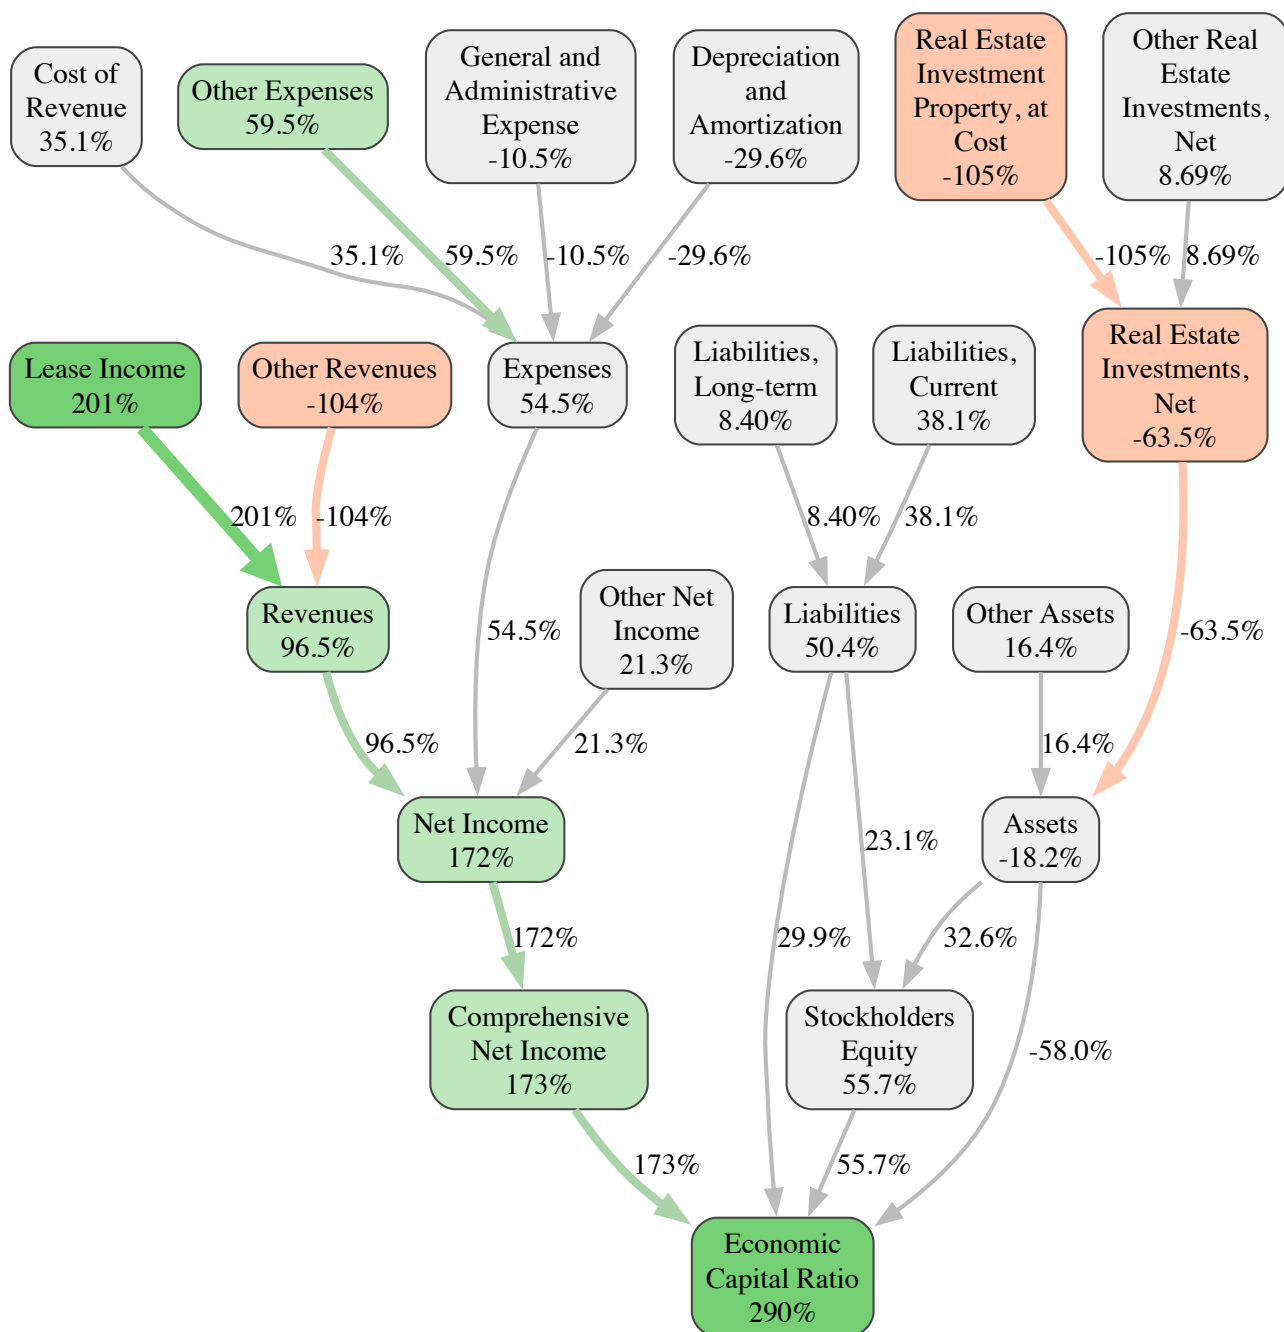 Cost of
Revenue
35.1%
Other Expenses
59.5%
General and
Administrative
Expense
-10.5%
Depreciation
and
Amortization
-29.6%
Real Estate
Investment
Property, at
Cost
-105%
Other Real
Estate
Investments,
Net
8.69%
35.1%
59.5%
-10.5%
-29.6%
-105%
8.69%
Lease Income
201%
Other Revenues
-104%
Expenses
54.5%
Liabilities,
Long-term
8.40%
Liabilities,
Current
38.1%
Real Estate
Investments,
Net
-63.5%
201%
-104%
8.40%
38.1%
Revenues
96.5%
54.5%
Other Net
Income
21.3%
Liabilities
50.4%
Other Assets
16.4%
-63.5%
96.5%
21.3%
16.4%
Net Income
172%
23.1%
Assets
-18.2%
172%
29.9%
32.6%
Comprehensive
Net Income
173%
Stockholders
Equity
55.7%
-58.0%
173%
55.7%
Economic
Capital Ratio
290%